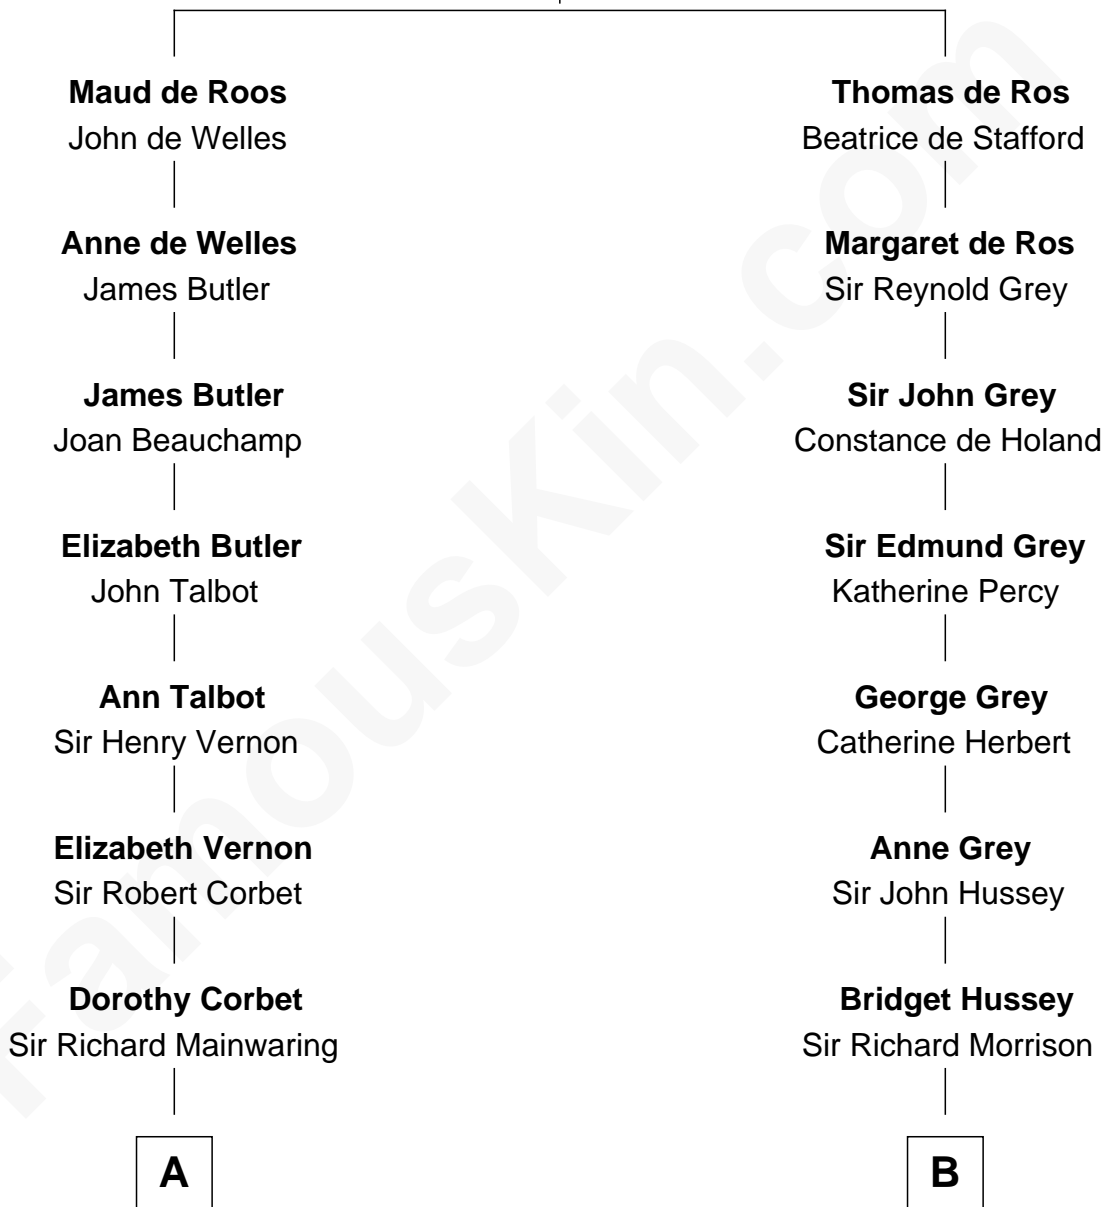 Maud de Roos
John de Welles
Anne de Welles
James Butler
James Butler
Joan Beauchamp
Elizabeth Butler
John Talbot
Ann Talbot
Sir Henry Vernon
Elizabeth Vernon
Sir Robert Corbet
Dorothy Corbet
Sir Richard Mainwaring
A
Thomas de Ros
Beatrice de Stafford
Margaret de Ros
Sir Reynold Grey
Sir John Grey
Constance de Holand
Sir Edmund Grey
Katherine Percy
George Grey
Catherine Herbert
Anne Grey
Sir John Hussey
Bridget Hussey
Sir Richard Morrison
B
FamousKin.com